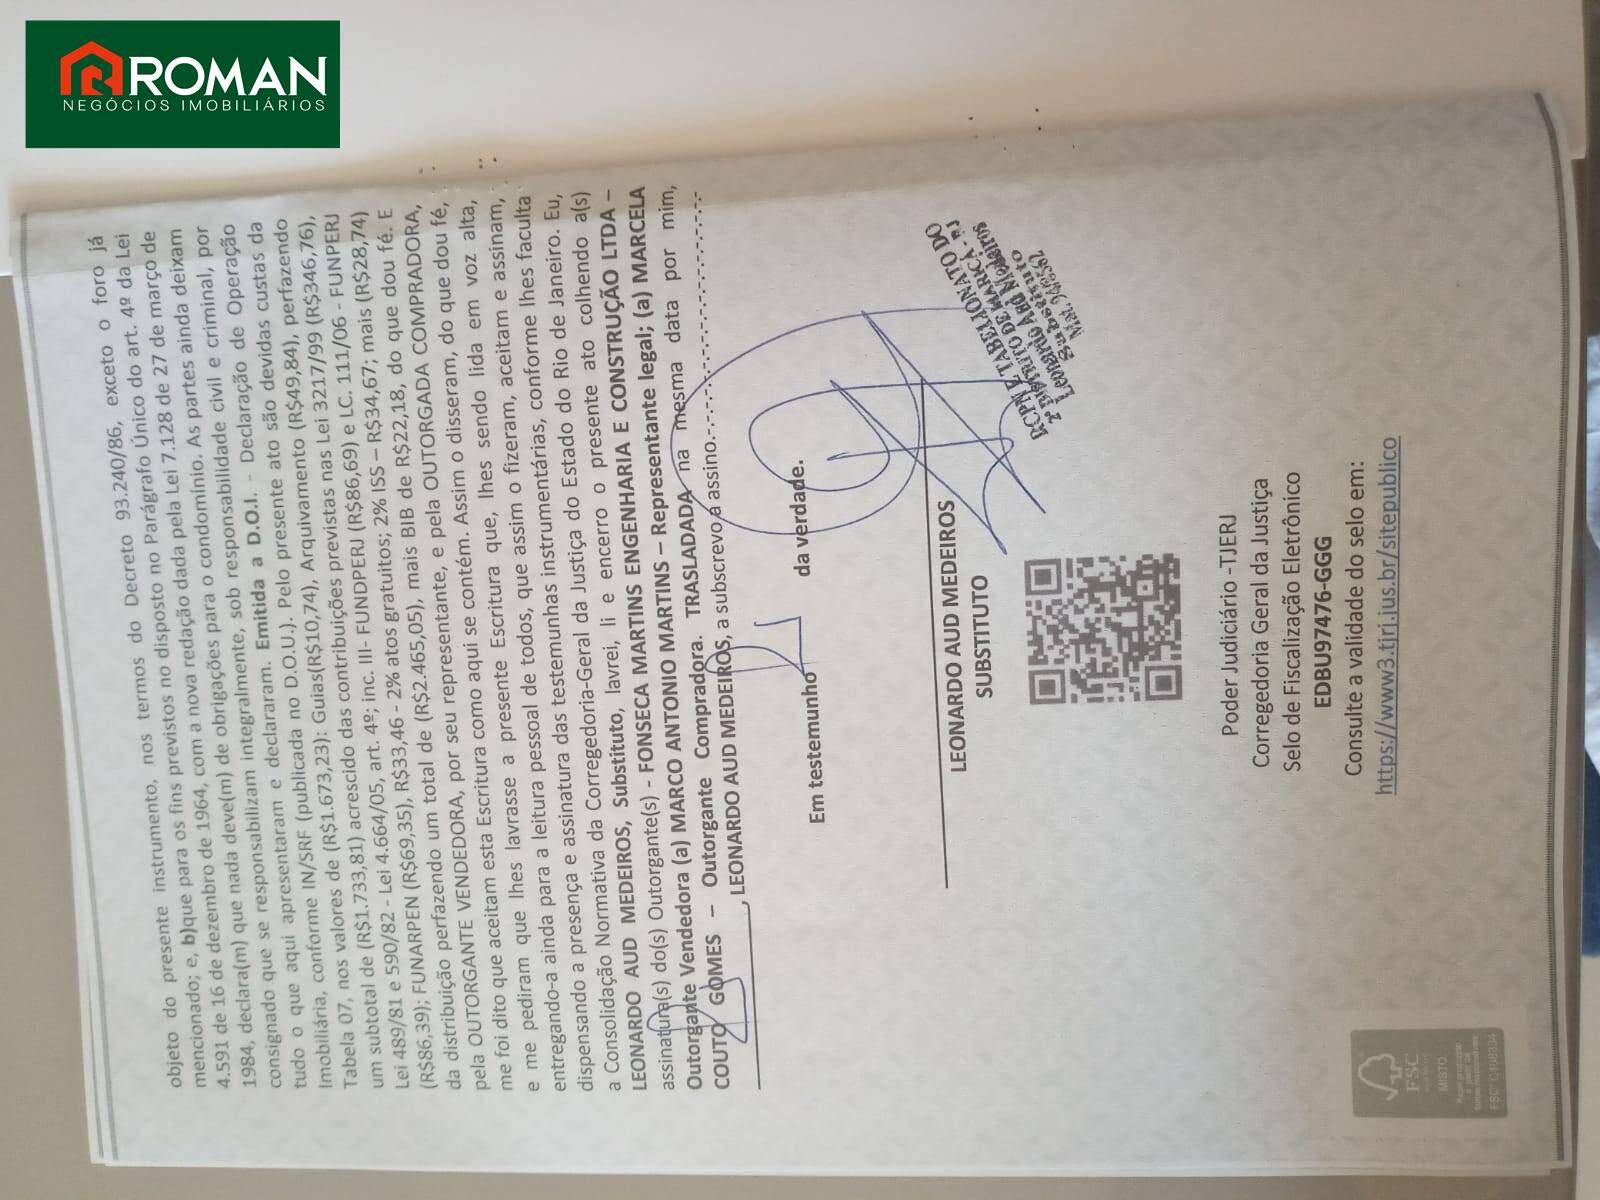 ROMAN
NEGÓCIOS IMOBILIÁRIOS
objeto do presente instrumento, nos termos do Decreto 93.240/86, exceto o foro já
mencionado; e, b)que para os fins previstos no disposto no Parágrafo Único do art. 4º da Lei
4.591 de 16 de dezembro de 1964, com a nova redação dada pela Lei 7.128 de 27 de março de
1984, declara(m) que nada deve(m) de obrigações para o condomínio. As partes ainda deixam
consignado que se responsabilizam integralmente, sob responsabilidade civil e criminal, por
tudo o que aqui apresentaram e declararam. Emitida a D.O.I. - Declaração de Operação
Imobiliária, conforme IN/SRF (publicada no D.O.U.). Pelo presente ato são devidas custas da
Tabela 07, nos valores de (R$1.673,23): Guias(R$10,74), Arquivamento (R$49,84), perfazendo
um subtotal de (R$1.733,81) acrescido das contribuições previstas nas Lei 3217/99 (R$346,76),
Lei 489/81 e 590/82 - Lei 4.664/05, art. 4º; inc. III- FUNDPERJ (R$86,69) e LC. 111/06 - FUNPERJ
(R$86,39); FUNARPEN (R$69,35), R$33,46 - 2% atos gratuitos; 2% ISS – R$34,67; mais (R$28,74)
da distribuição perfazendo um total de (R$2.465,05), mais BIB de R$22,18, do que dou fé. E
pela OUTORGANTE VENDEDORA, por seu representante, e pela OUTORGADA COMPRADORA,
me foi dito que aceitam esta Escritura como aqui se contém. Assim o disseram, do que dou fé,
e me pediram que lhes lavrasse a presente Escritura que, lhes sendo lida em voz alta,
entregando-a ainda para a leitura pessoal de todos, que assim o fizeram, aceitam e assinam,
dispensando a presença e assinatura das testemunhas instrumentárias, conforme lhes faculta
a Consolidação Normativa da Corregedoria-Geral da Justiça do Estado do Rio de Janeiro. Eu,
LEONARDO AUD MEDEIROS, Substituto, lavrei, li e encerro o presente ato colhendo a(s)
assinatura(s) do(s) Outorgante(s) - FONSECA MARTINS ENGENHARIA E CONSTRUÇÃO LTDA –
Outorgante Vendedora (a) MARCO ANTONIO MARTINS – Representante legal; (a) MARCELA
COUTO GOMES – Outorgante Compradora. TRASLADADA na mesma data por mim,
, LEONARDO AUD MEDEIROS, a subscrevo a assino.
Em testemunho da verdade.
LEONARDO AUD MEDEIROS
SUBSTITUTO
RCPN E TABELIONATO DO
2º DISTRITO DE MARICÁ - RJ
Leonardo Aud Medeiros
Substituto
Mat. 94/8562
Poder Judiciário -TJERJ
Corregedoria Geral da Justiça
Selo de Fiscalização Eletrônico
EDBU97476-GGG
Consulte a validade do selo em:
https://www3.tjrj.jus.br/sitepublico
FSC
MISTO